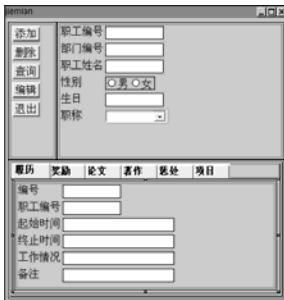 jiemian
添加
删除
查询
编辑
退出
职工编号
部门编号
职工姓名
性别 男 女
生日
职称
履历 奖励 论文 著作 惩处 项目
编号
职工编号
起始时间
终止时间
工作情况
备注